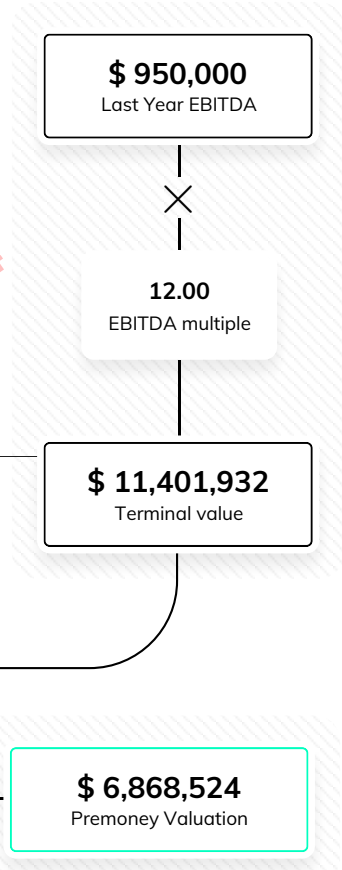 $ 950,000
Last Year EBITDA
12.00
EBITDA multiple
$ 11,401,932
Terminal value
$ 6,868,524
Premoney Valuation